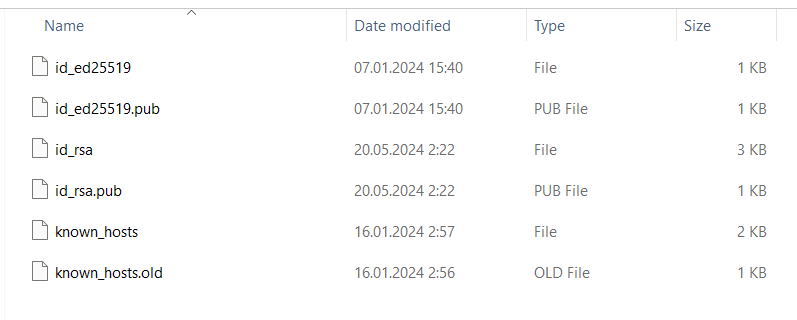 Name Date modified Type Size
id_ed25519 07.01.2024 15:40 File 1 KB
id_ed25519.pub 07.01.2024 15:40 PUB File 1 KB
id_rsa 20.05.2024 2:22 File 3 KB
id_rsa.pub 20.05.2024 2:22 PUB File 1 KB
known_hosts 16.01.2024 2:57 File 2 KB
known_hosts.old 16.01.2024 2:56 OLD File 1 KB